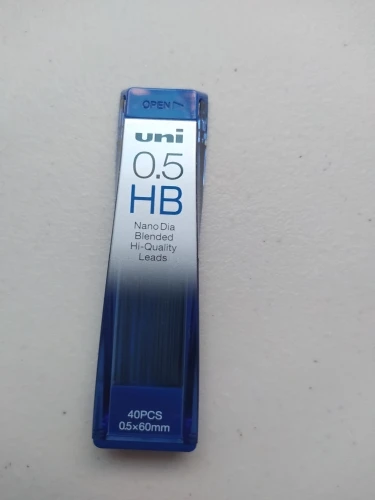 OPEN
uni
0.5
HB
Nano Dia
Blended
Hi-Quality
Leads
40PCS
0.5×60mm